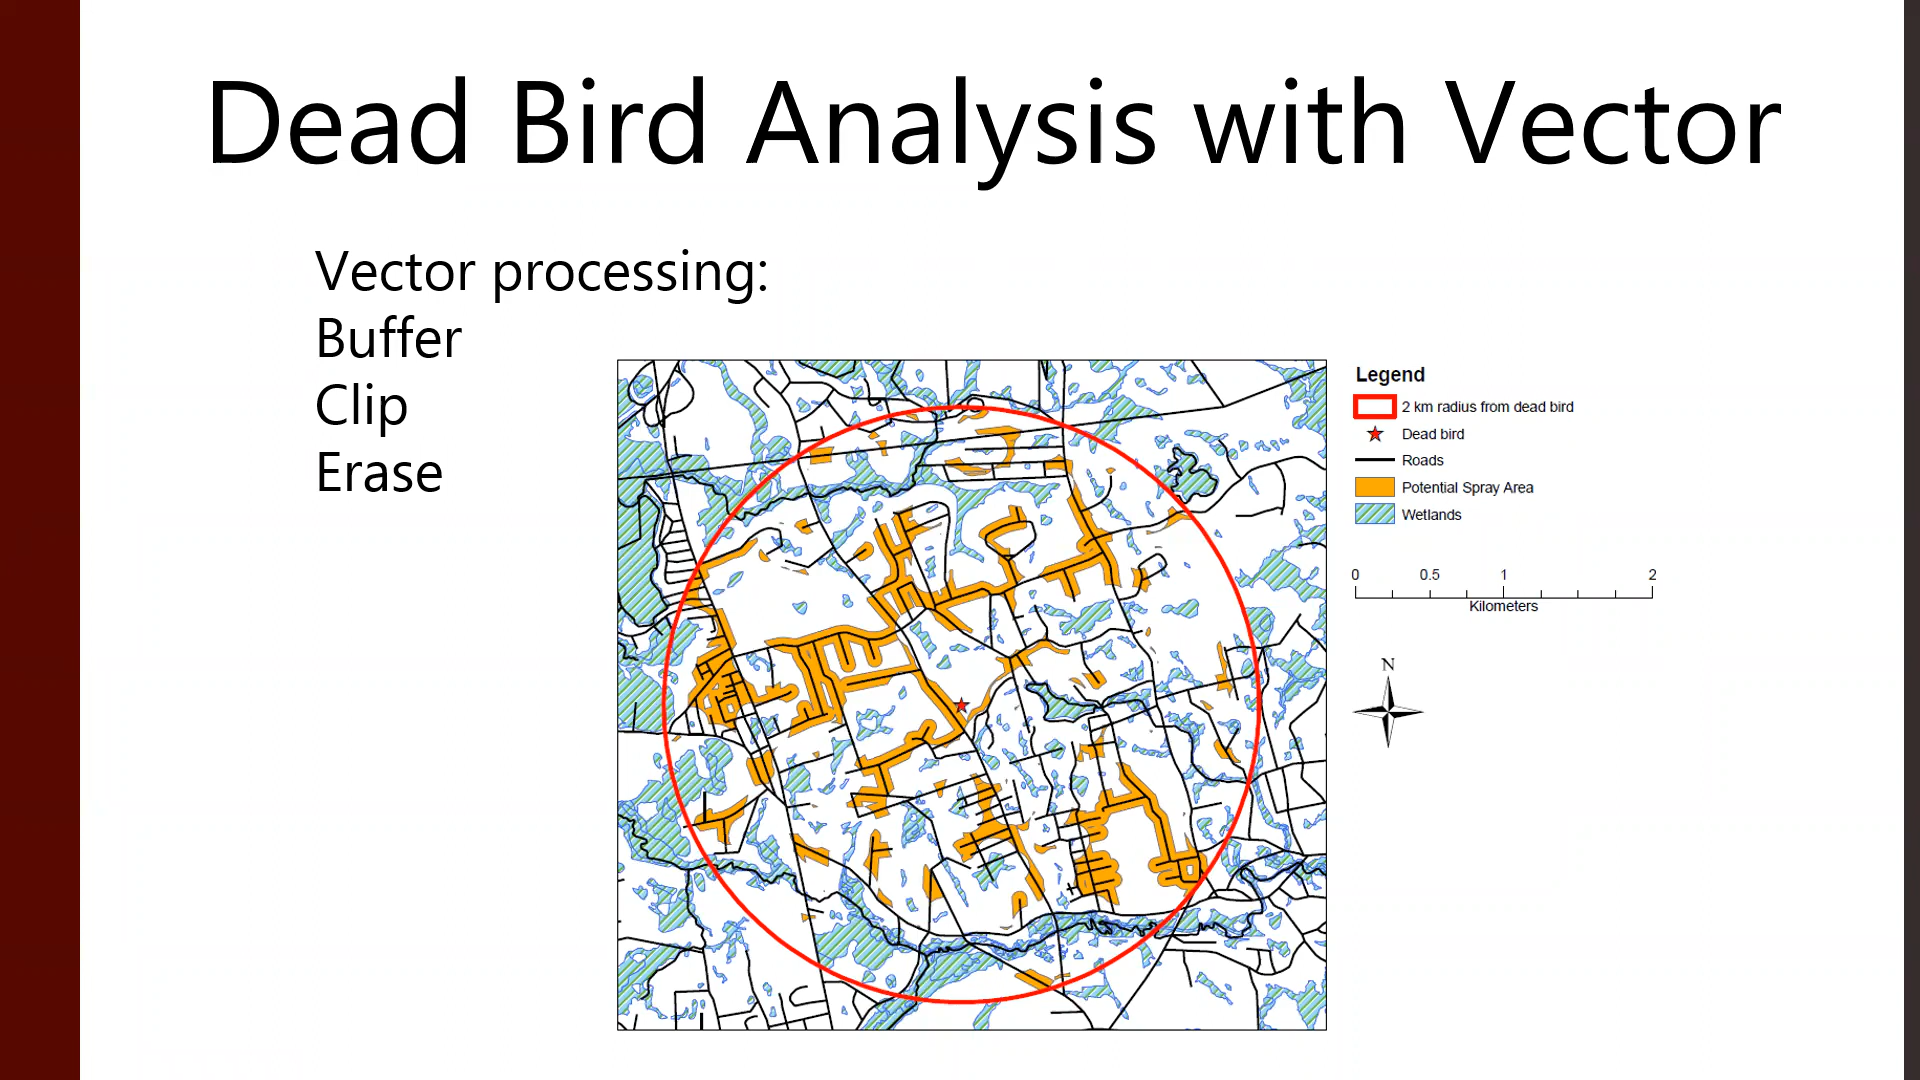 Dead Bird Analysis with Vector
Vector processing:
Buffer
Clip
Erase
Legend
2 km radius from dead bird
Dead bird
Roads
Potential Spray Area
Wetlands
0 0.5 1 2
Kilometers
N